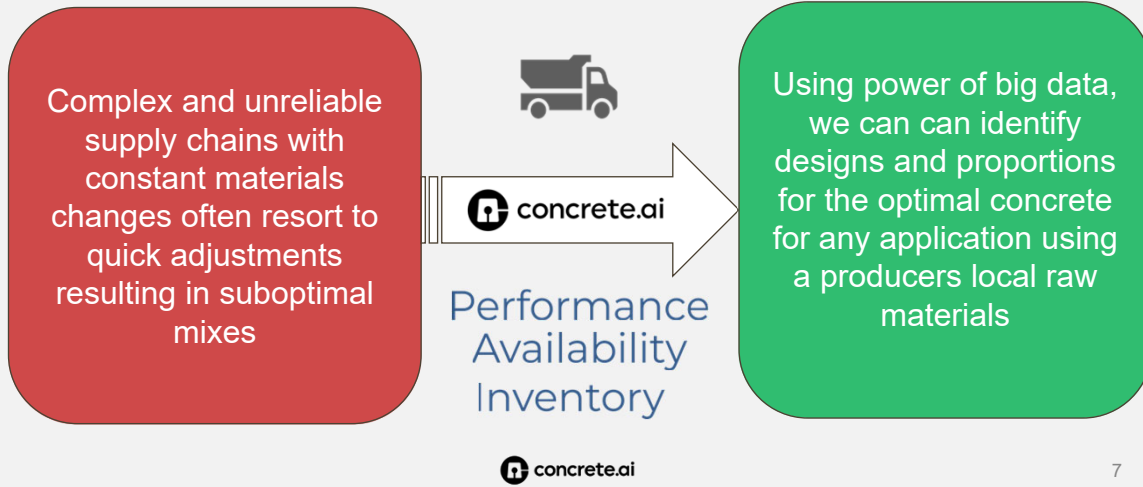 Complex and unreliable
supply chains with
constant materials
changes often resort to
quick adjustments
resulting in suboptimal
mixes
concrete.ai
Performance
Availability
Inventory
Using power of big data,
we can can identify
designs and proportions
for the optimal concrete
for any application using
a producers local raw
materials
concrete.ai
7